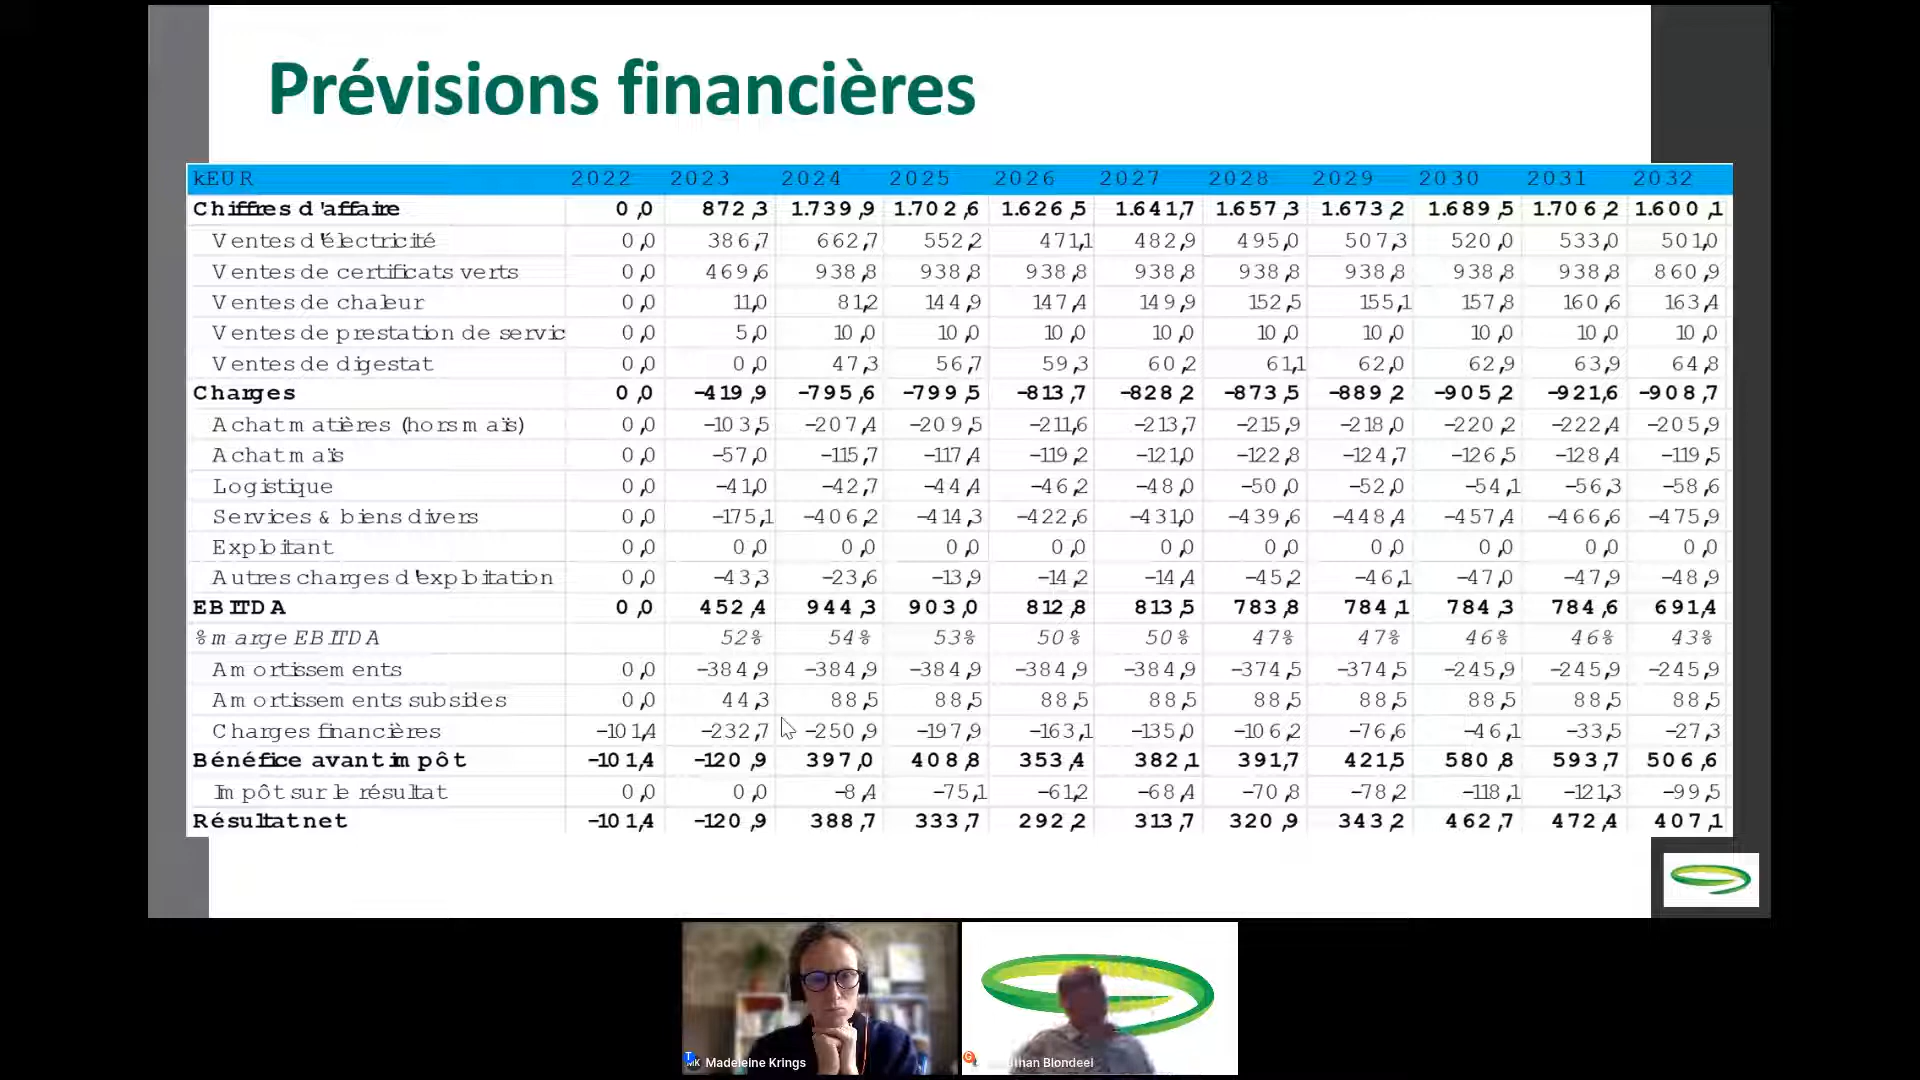 Prévisions financières
kEUR 2022 2023 2024 2025 2026 2027 2028 2029 2030 2031 2032
Chiffres d'affaire 0,0 872,3 1.739,9 1.702,6 1.626,5 1.641,7 1.657,3 1.673,2 1.689,5 1.706,2 1.600,1
Ventes d'électricité 0,0 386,7 662,7 552,2 471,1 482,9 495,0 507,3 520,0 533,0 501,0
Ventes de certificats verts 0,0 469,6 938,8 938,8 938,8 938,8 938,8 938,8 938,8 938,8 860,9
Ventes de chaleur 0,0 11,0 81,2 144,9 147,4 149,9 152,5 155,1 157,8 160,6 163,4
Ventes de prestation de servic 0,0 5,0 10,0 10,0 10,0 10,0 10,0 10,0 10,0 10,0 10,0
Ventes de digestat 0,0 0,0 47,3 56,7 59,3 60,2 61,1 62,0 62,9 63,9 64,8
Charges 0,0 -419,9 -795,6 -799,5 -813,7 -828,2 -873,5 -889,2 -905,2 -921,6 -908,7
Achat matières (hors maïs) 0,0 -103,5 -207,4 -209,5 -211,6 -213,7 -215,9 -218,0 -220,2 -222,4 -205,9
Achat maïs 0,0 -57,0 -115,7 -117,4 -119,2 -121,0 -122,8 -124,7 -126,5 -128,4 -119,5
Logistique 0,0 -41,0 -42,7 -44,4 -46,2 -48,0 -50,0 -52,0 -54,1 -56,3 -58,6
Services & biens divers 0,0 -175,1 -406,2 -414,3 -422,6 -431,0 -439,6 -448,4 -457,4 -466,6 -475,9
Exploitant 0,0 0,0 0,0 0,0 0,0 0,0 0,0 0,0 0,0 0,0 0,0
Autres charges d'exploitation 0,0 -43,3 -23,6 -13,9 -14,2 -14,4 -45,2 -46,1 -47,0 -47,9 -48,9
EBITDA 0,0 452,4 944,3 903,0 812,8 813,5 783,8 784,1 784,3 784,6 691,4
% marge EBITDA 52% 54% 53% 50% 50% 47% 47% 46% 46% 43%
Amortissements 0,0 -384,9 -384,9 -384,9 -384,9 -384,9 -374,5 -374,5 -245,9 -245,9 -245,9
Amortissements subsides 0,0 44,3 88,5 88,5 88,5 88,5 88,5 88,5 88,5 88,5 88,5
Charges financières -101,4 -232,7 -250,9 -197,9 -163,1 -135,0 -106,2 -76,6 -46,1 -33,5 -27,3
Bénéfice avant impôt -101,4 -120,9 397,0 408,8 353,4 382,1 391,7 421,5 580,8 593,7 506,6
Impôt sur le résultat 0,0 0,0 -8,4 -75,1 -61,2 -68,4 -70,8 -78,2 -118,1 -121,3 -99,5
Résultat net -101,4 -120,9 388,7 333,7 292,2 313,7 320,9 343,2 462,7 472,4 407,1
Madeleine Krings
Blondeel